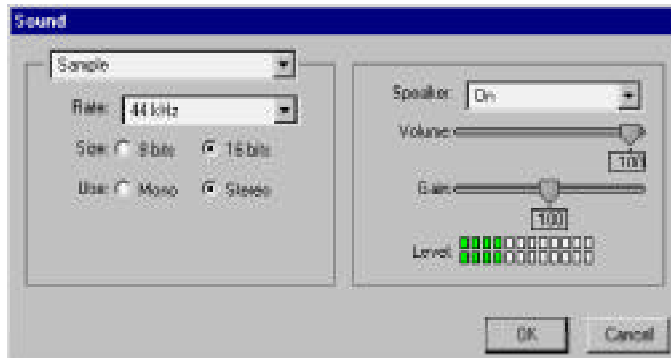 Sound
Sample
Rate: 44 kHz
Size: 8 bits 16 bits
Use: Mono Stereo
Speaker: On
Volume:
100
Gain:
100
Level:
OK Cancel